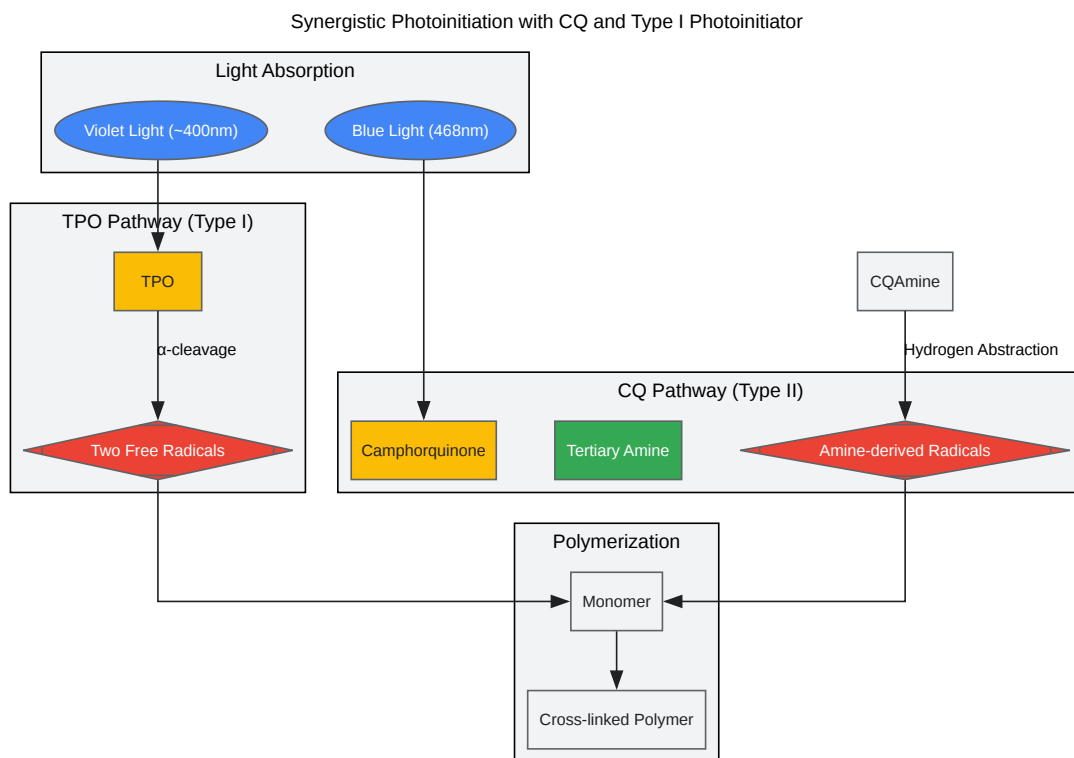 Synergistic Photoinitiation with CQ and Type I Photoinitiator
Light Absorption
Violet Light (~400nm)
Blue Light (468nm)
TPO Pathway (Type I)
TPO
CQAmine
α-cleavage
Hydrogen Abstraction
CQ Pathway (Type II)
Two Free Radicals
Camphorquinone
Tertiary Amine
Amine-derived Radicals
Polymerization
Monomer
Cross-linked Polymer